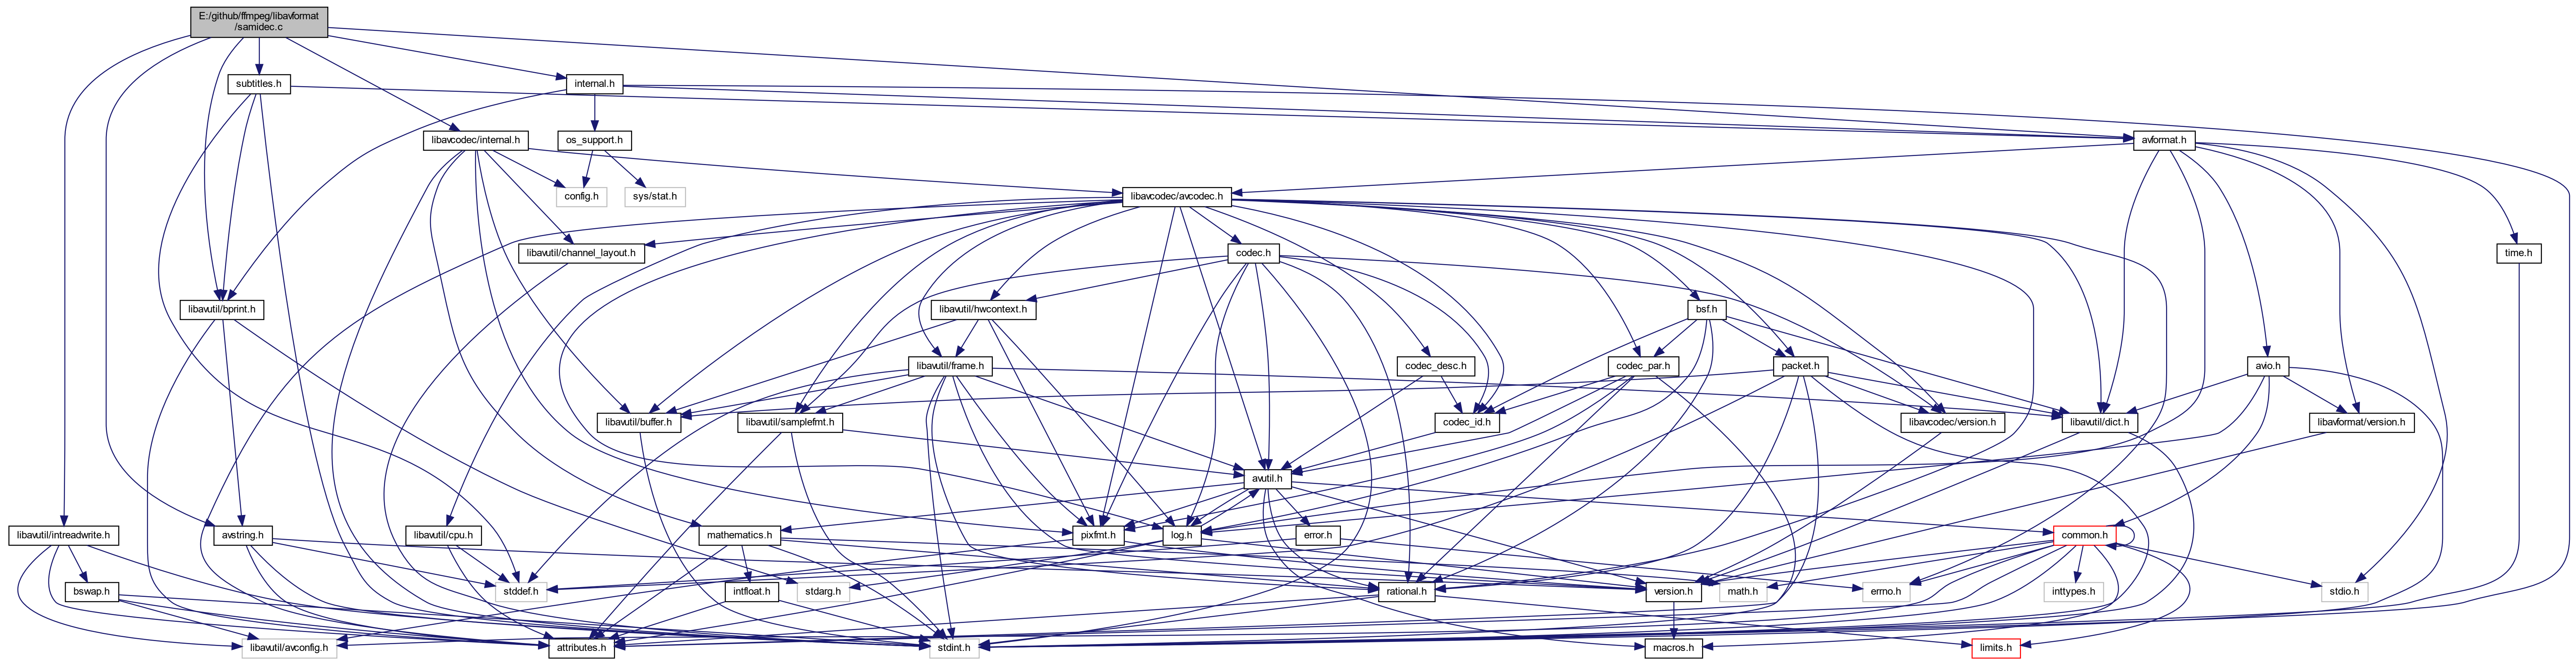 E:/github/ffmpeg/libavformat
/samidec.c
subtitles.h
internal.h
libavcodec/internal.h
os_support.h
avformat.h
config.h
sys/stat.h
libavcodec/avcodec.h
libavutil/channel_layout.h
codec.h
time.h
libavutil/bprint.h
libavutil/hwcontext.h
bsf.h
libavutil/frame.h
codec_desc.h
codec_par.h
packet.h
avio.h
libavutil/buffer.h
libavutil/samplefmt.h
codec_id.h
libavcodec/version.h
libavutil/dict.h
libavformat/version.h
avutil.h
libavutil/intreadwrite.h
avstring.h
libavutil/cpu.h
mathematics.h
pixfmt.h
log.h
error.h
common.h
bswap.h
stddef.h
stdarg.h
intfloat.h
rational.h
version.h
math.h
errno.h
inttypes.h
stdio.h
libavutil/avconfig.h
attributes.h
stdint.h
macros.h
limits.h